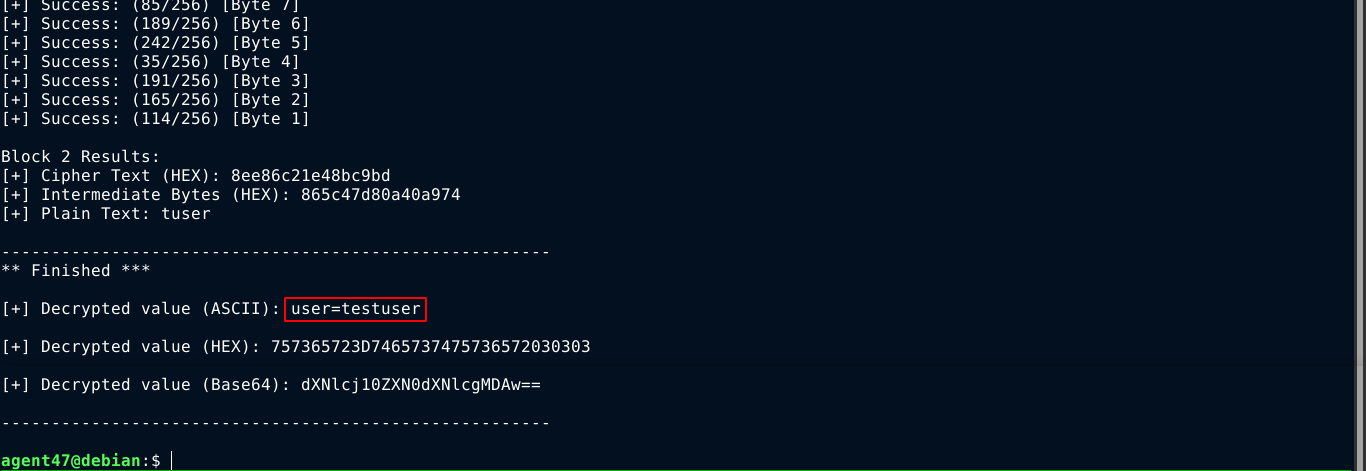 [+] Success: (85/256) [Byte 7]
[+] Success: (189/256) [Byte 6]
[+] Success: (242/256) [Byte 5]
[+] Success: (35/256) [Byte 4]
[+] Success: (191/256) [Byte 3]
[+] Success: (165/256) [Byte 2]
[+] Success: (114/256) [Byte 1]
Block 2 Results:
[+] Cipher Text (HEX): 8ee86c21e48bc9bd
[+] Intermediate Bytes (HEX): 865c47d80a40a974
[+] Plain Text: tuser
-------------------------------------------------------
** Finished ***
[+] Decrypted value (ASCII): user=testuser
[+] Decrypted value (HEX): 757365723D7465737475736572030303
[+] Decrypted value (Base64): dXNlcj10ZXN0dXNlcgMDAw==
-------------------------------------------------------
agent47@debian:$